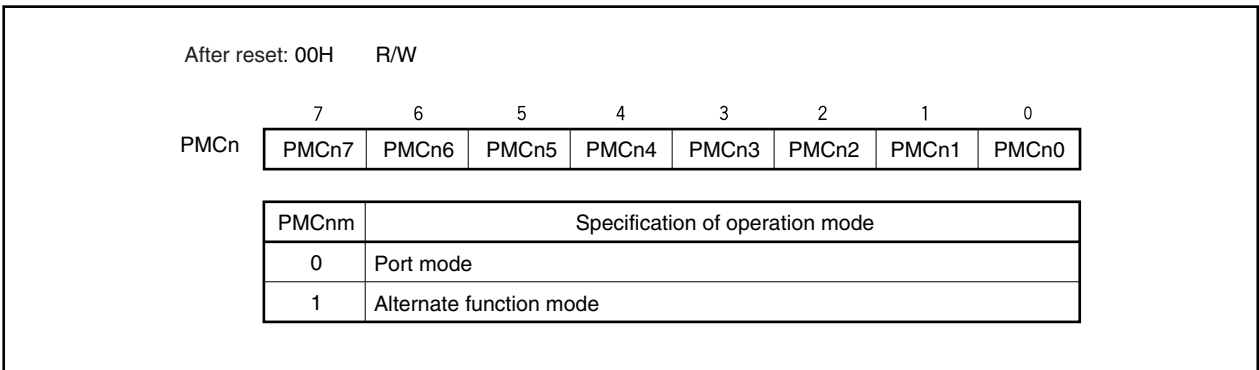 After reset: 00H R/W
7 6 5 4 3 2 1 0
PMCn PMCn7 PMCn6 PMCn5 PMCn4 PMCn3 PMCn2 PMCn1 PMCn0
PMCnm Specification of operation mode
0 Port mode
1 Alternate function mode